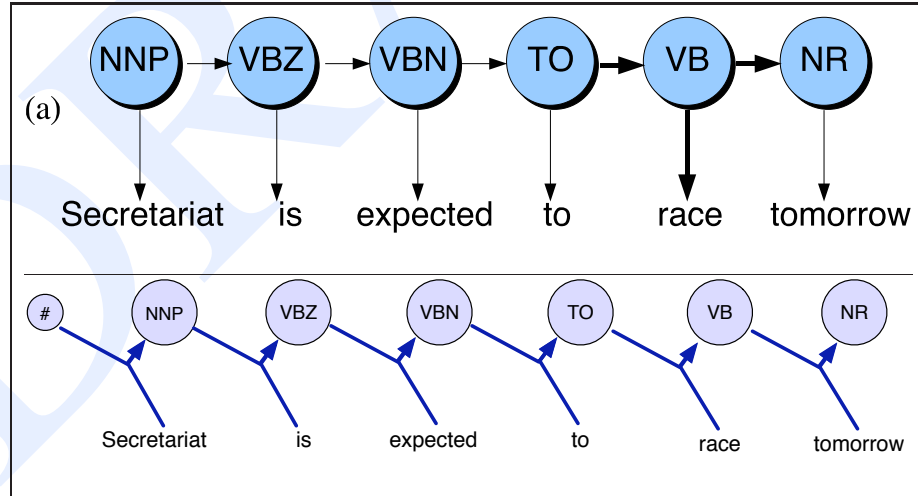 NNP VBZ VBN TO VB NR
(a)
Secretariat is expected to race tomorrow
# NNP VBZ VBN TO VB NR
Secretariat is expected to race tomorrow